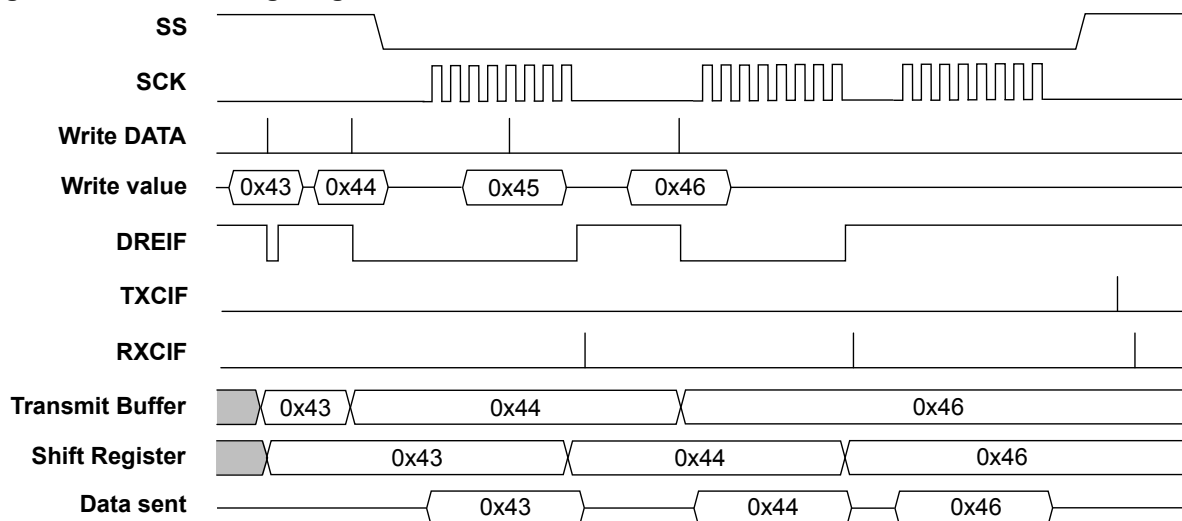 SS
SCK
Write DATA
Write value 0x43 0x44 0x45 0x46
DREIF
TXCIF
RXCIF
Transmit Buffer 0x43 0x44 0x46
Shift Register 0x43 0x44 0x46
Data sent 0x43 0x44 0x46